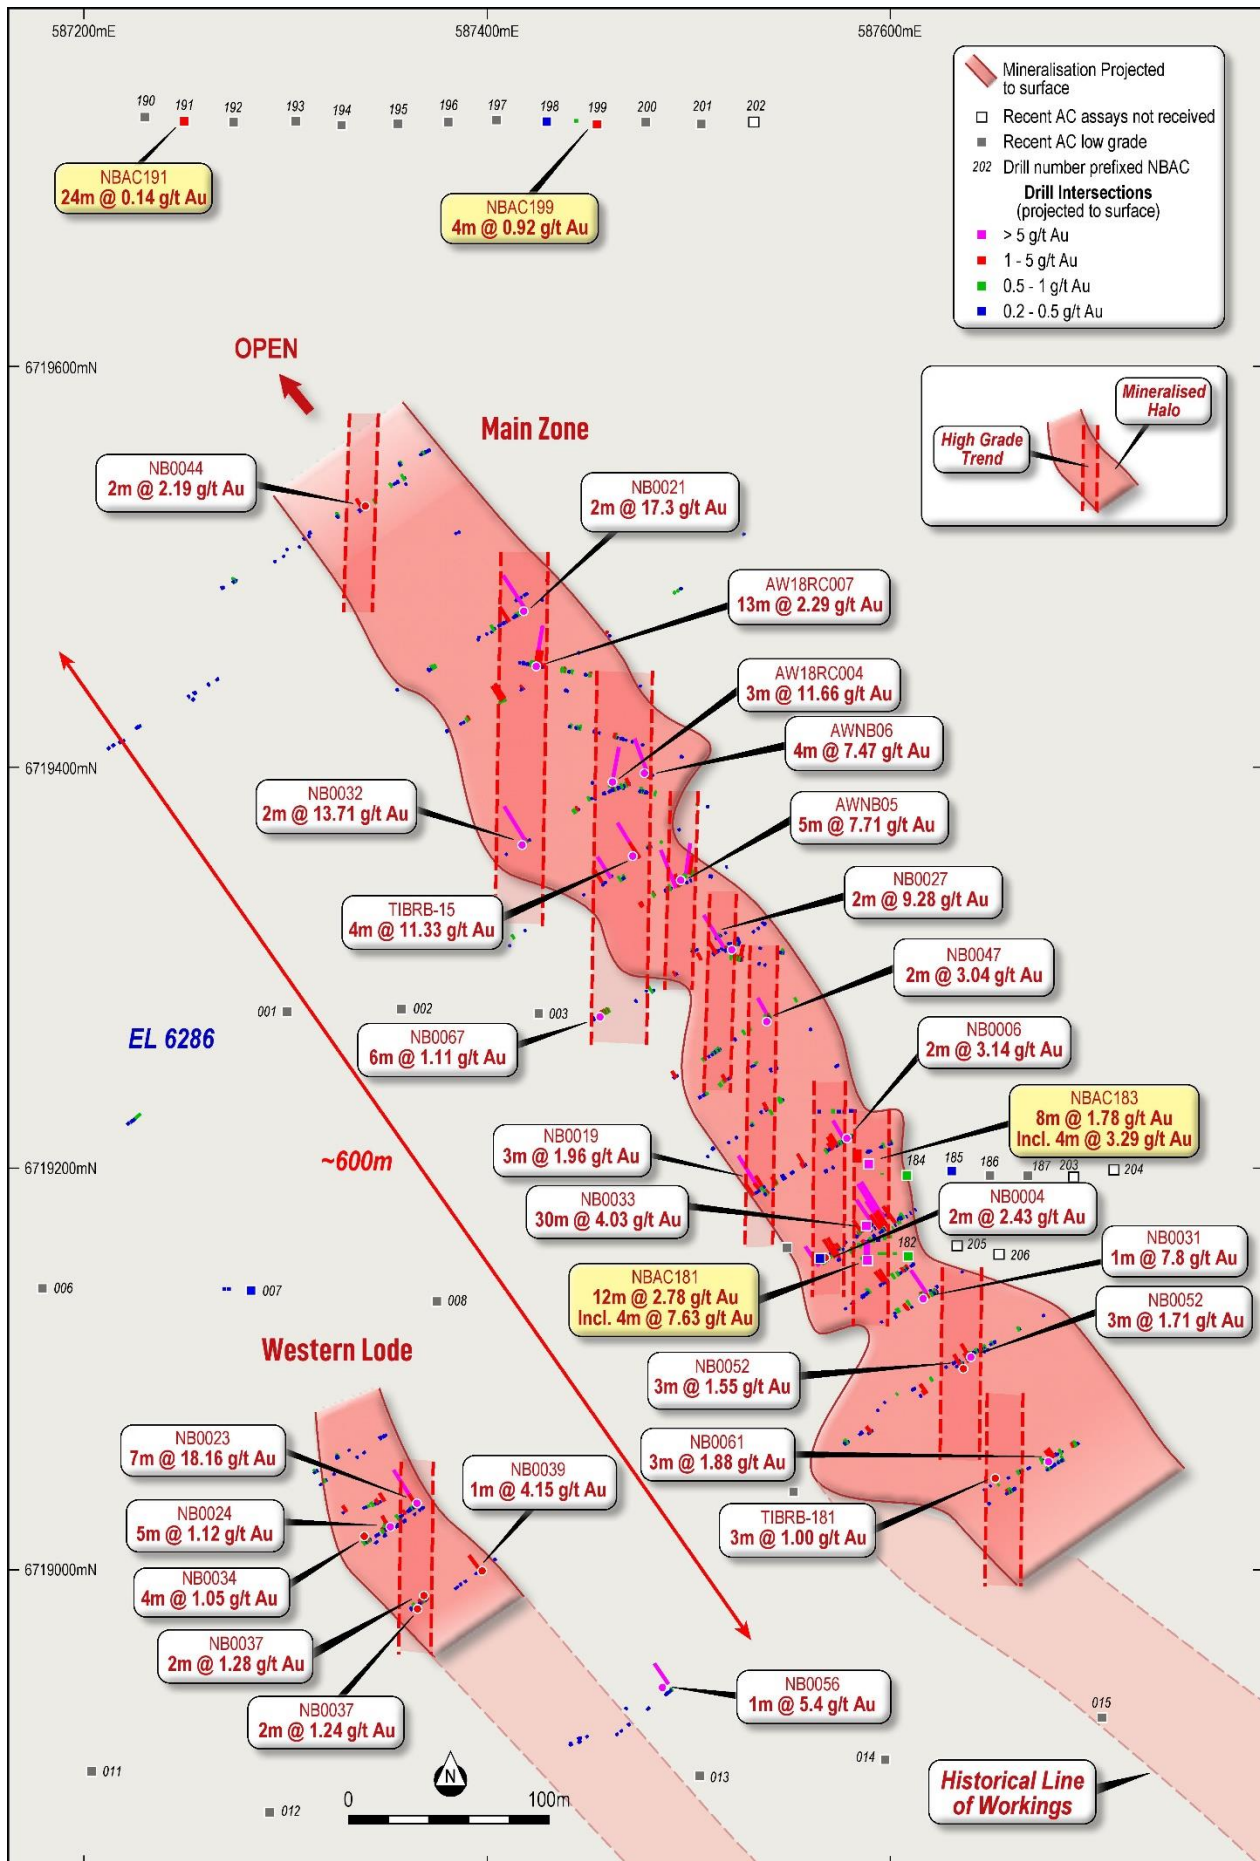 587200mE
587400mE
587600mE
Mineralisation Projected
to surface
Recent AC assays not received
Recent AC low grade
202 Drill number prefixed NBAC
Drill Intersections
(projected to surface)
> 5 g/t Au
1 - 5 g/t Au
0.5 - 1 g/t Au
0.2 - 0.5 g/t Au
190
191
192
193
194
195
196
197
198
199
200
201
202
NBAC191
24m @ 0.14 g/t Au
NBAC199
4m @ 0.92 g/t Au
6719600mN
OPEN
Main Zone
High Grade
Trend
Mineralised
Halo
NB0044
2m @ 2.19 g/t Au
NB0021
2m @ 17.3 g/t Au
AW18RC007
13m @ 2.29 g/t Au
AW18RC004
3m @ 11.66 g/t Au
AWNB06
4m @ 7.47 g/t Au
6719400mN
NB0032
2m @ 13.71 g/t Au
AWNB05
5m @ 7.71 g/t Au
TIBRB-15
4m @ 11.33 g/t Au
NB0027
2m @ 9.28 g/t Au
NB0047
2m @ 3.04 g/t Au
001
002
003
EL 6286
NB0067
6m @ 1.11 g/t Au
NB0006
2m @ 3.14 g/t Au
NBAC183
8m @ 1.78 g/t Au
Incl. 4m @ 3.29 g/t Au
~600m
NB0019
3m @ 1.96 g/t Au
6719200mN
184
185
186
187
203
204
NB0033
30m @ 4.03 g/t Au
NB0004
2m @ 2.43 g/t Au
182
205
206
NB0031
1m @ 7.8 g/t Au
NBAC181
12m @ 2.78 g/t Au
Incl. 4m @ 7.63 g/t Au
006
007
008
NB0052
3m @ 1.71 g/t Au
Western Lode
NB0052
3m @ 1.55 g/t Au
NB0023
7m @ 18.16 g/t Au
NB0039
1m @ 4.15 g/t Au
NB0061
3m @ 1.88 g/t Au
NB0024
5m @ 1.12 g/t Au
TIBRB-181
3m @ 1.00 g/t Au
6719000mN
NB0034
4m @ 1.05 g/t Au
NB0037
2m @ 1.28 g/t Au
NB0037
2m @ 1.24 g/t Au
NB0056
1m @ 5.4 g/t Au
015
014
013
011
012
N
0
100m
Historical Line
of Workings